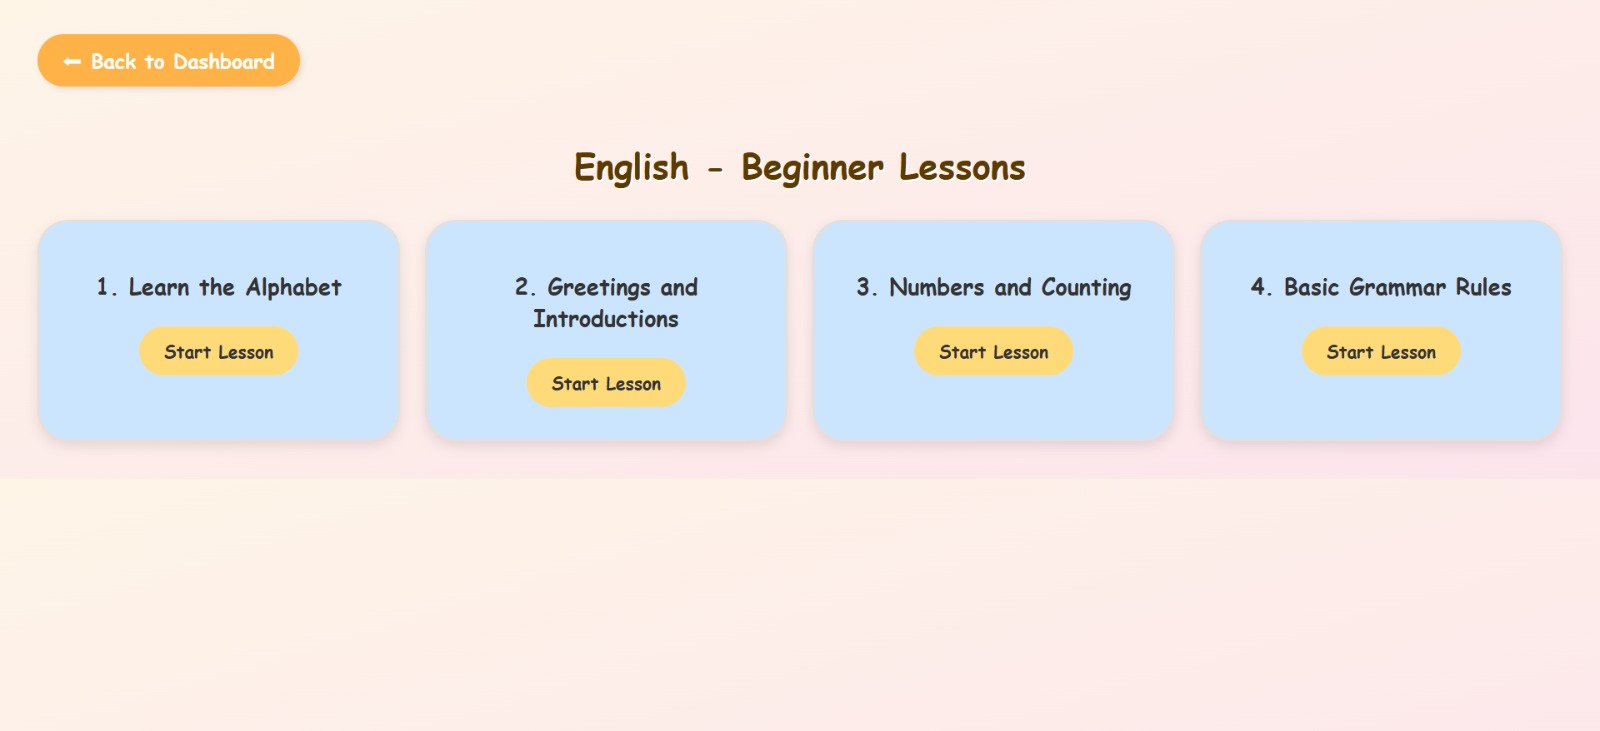 ← Back to Dashboard
English - Beginner Lessons
1. Learn the Alphabet
Start Lesson
2. Greetings and
Introductions
Start Lesson
3. Numbers and Counting
Start Lesson
4. Basic Grammar Rules
Start Lesson